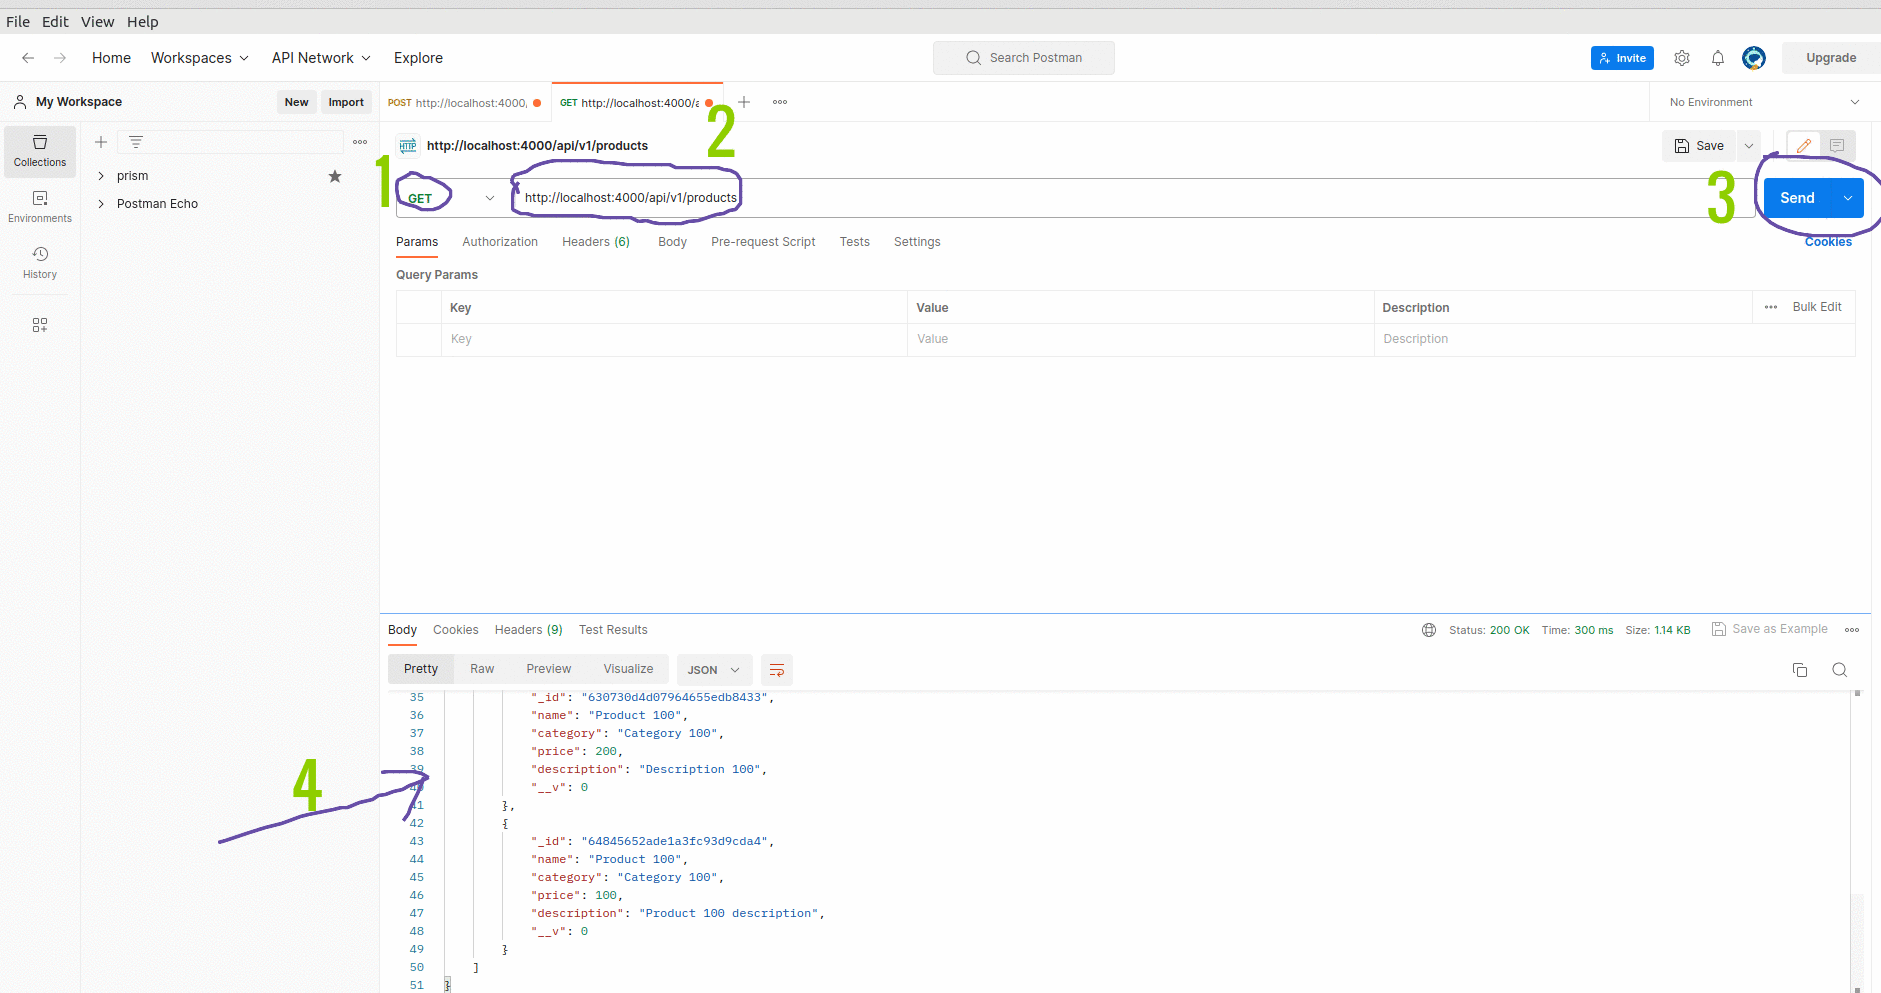 File Edit View Help
Home Workspaces API Network Explore Search Postman Invite Upgrade
My Workspace New Import POST http://localhost:4000, GET http://localhost:4000/a No Environment
2
Collections HTTP http://localhost:4000/api/v1/products Save
1
prism
GET http://localhost:4000/api/v1/products 3 Send
Postman Echo
Environments
Params Authorization Headers (6) Body Pre-request Script Tests Settings Cookies
History
Query Params
Key Value Description Bulk Edit
Key Value Description
Body Cookies Headers (9) Test Results Status: 200 OK Time: 300 ms Size: 1.14 KB Save as Example
Pretty Raw Preview Visualize JSON
35 "_id": "630730d4d07964655edb8433",
36 "name": "Product 100",
37 "category": "Category 100",
38 "price": 200,
39 "description": "Description 100",
4
40 "__v": 0
41 },
42 {
43 "_id": "64845652ade1a3fc93d9cda4",
44 "name": "Product 100",
45 "category": "Category 100",
46 "price": 100,
47 "description": "Product 100 description",
48 "__v": 0
49 }
50 ]
51 }